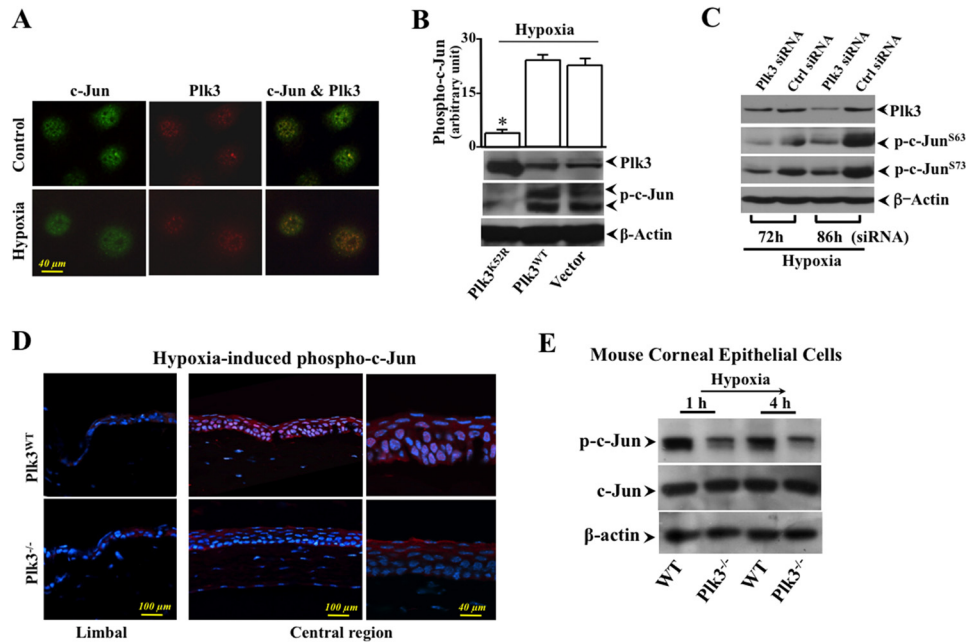 A
c-Jun
Plk3
c-Jun & Plk3
Control
Hypoxia
40 µm
B
Hypoxia
Phospho-c-Jun
(arbitrary unit)
30
15
0
*
Plk3
p-c-Jun
β-Actin
Plk3K52R
Plk3WT
Vector
C
Plk3 siRNA
Ctrl siRNA
Plk3 siRNA
Ctrl siRNA
Plk3
p-c-JunS63
p-c-JunS73
β-Actin
72h
86h
(siRNA)
Hypoxia
D
Hypoxia-induced phospho-c-Jun
Plk3WT
Plk3-/-
100 µm
100 µm
40 µm
Limbal
Central region
E
Mouse Corneal Epithelial Cells
Hypoxia
1 h
4 h
p-c-Jun
c-Jun
β-actin
WT
Plk3-/-
WT
Plk3-/-